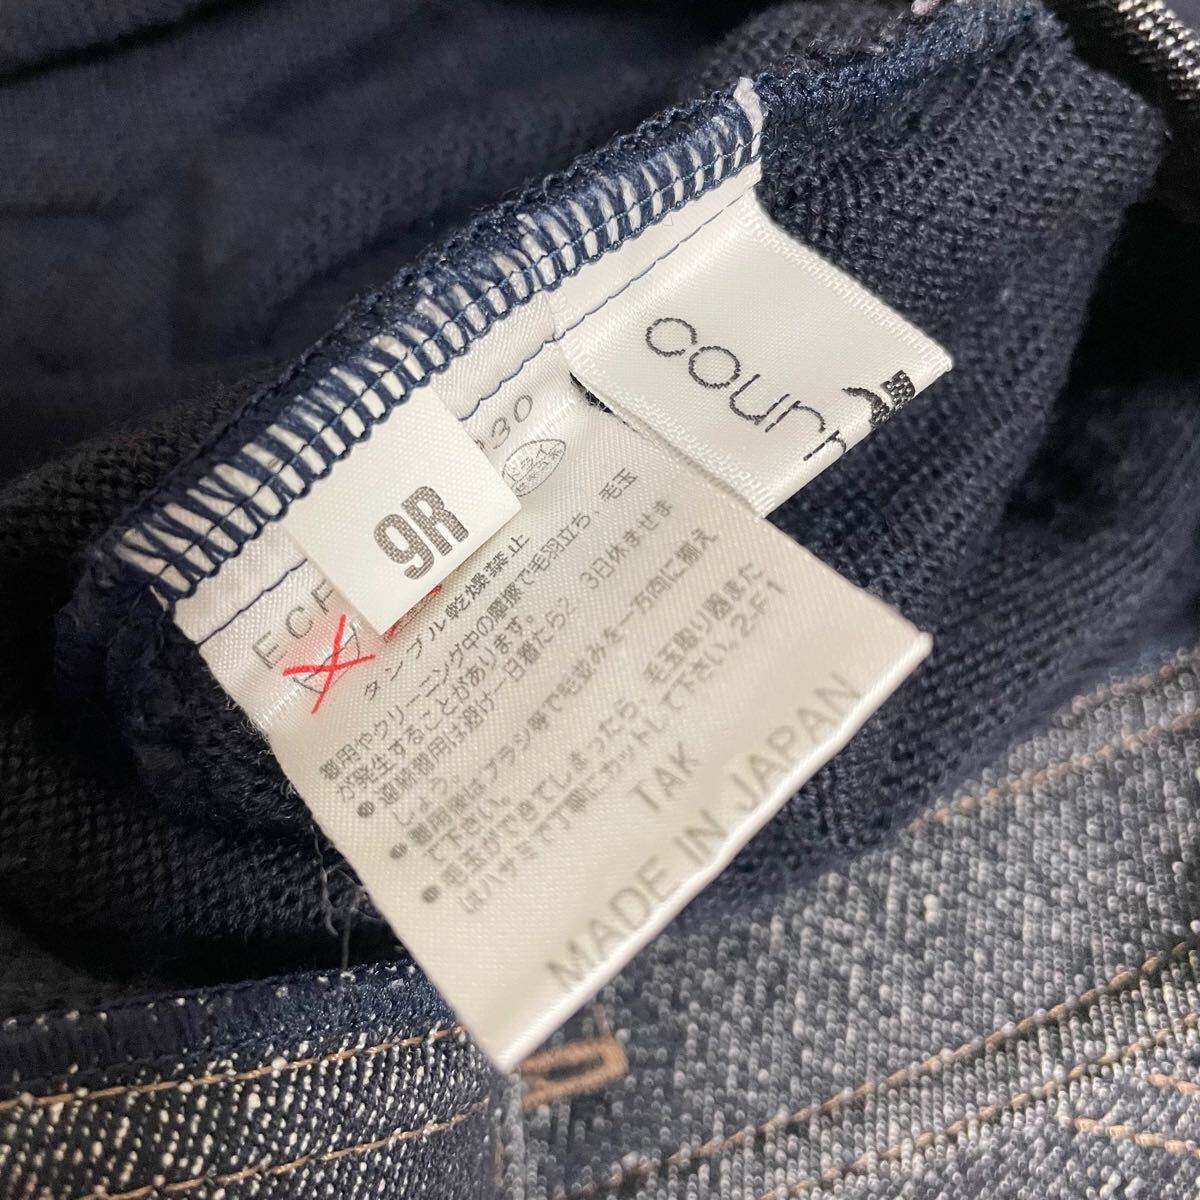 courr
9R
030
ドライ
ECF
タンブル乾燥禁止
着用やクリーニング中の摩擦で毛羽立ち、毛玉
が発生することがあります。
●連続着用は避け一日着たら2 3日休ませま
しょう。
●着用後はブラシ等で毛並みを一方向に揃え
て下さい。
●毛玉ができてしまったら、毛玉取り器また
はハサミで丁寧にカットして下さい。2-F1
TAK
MADE IN JAPAN